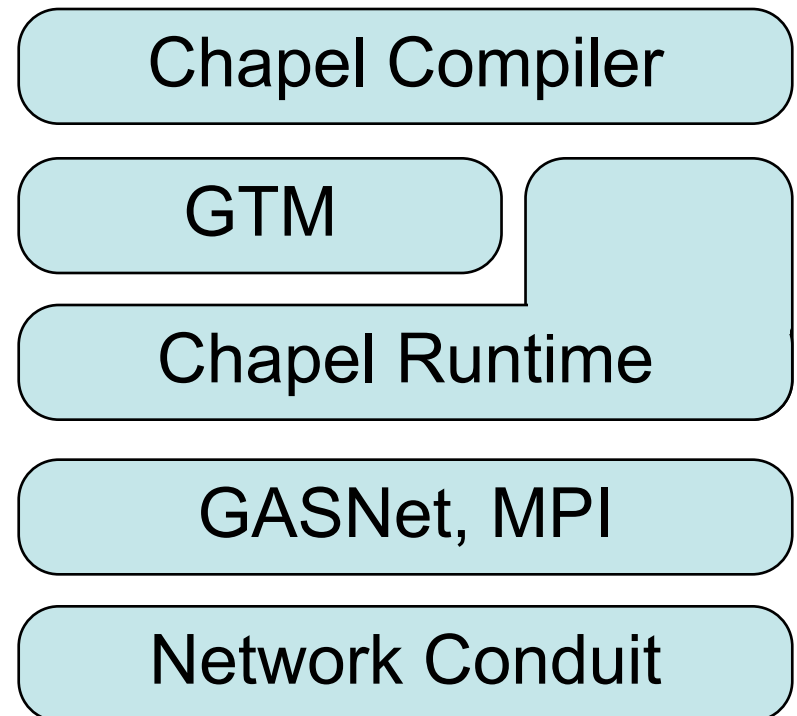 Chapel Compiler
GTM
Chapel Runtime
GASNet, MPI
Network Conduit